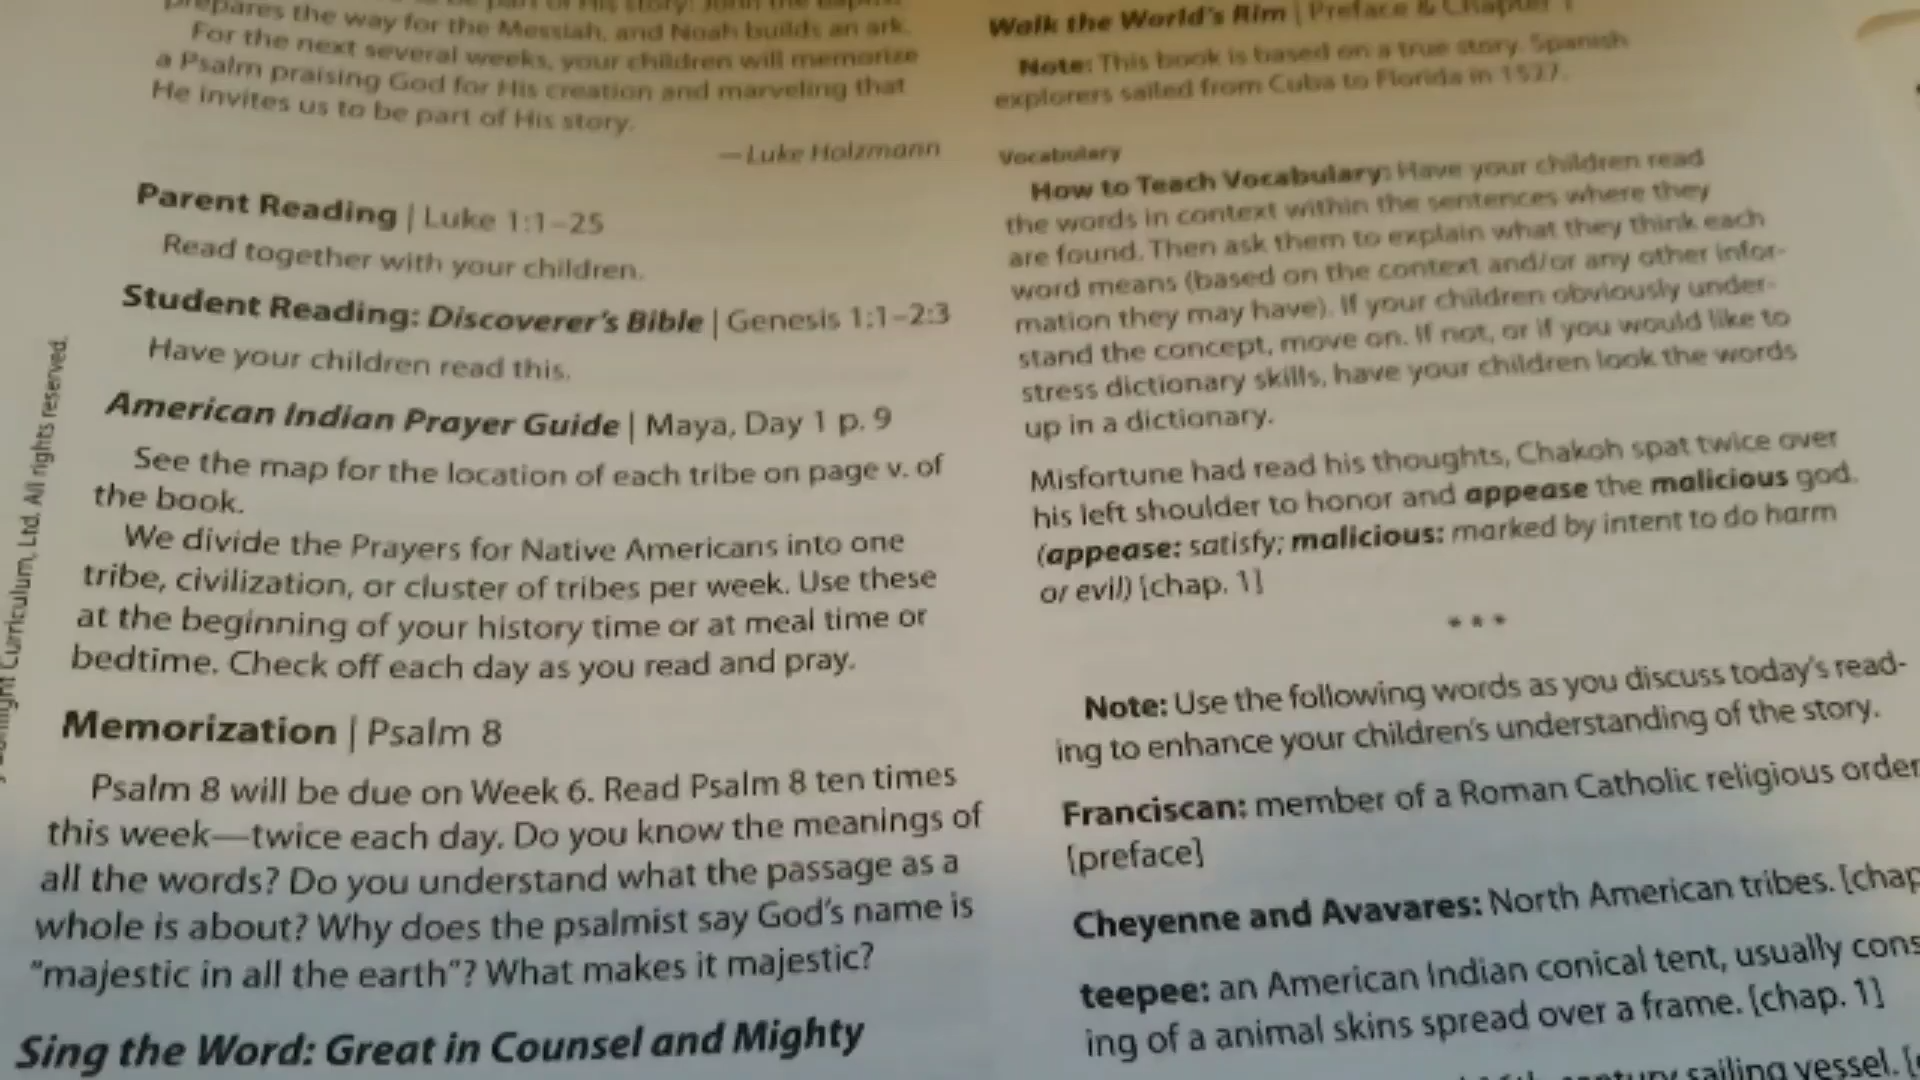 prepares the way for the Messiah, and Noah builds an ark.
For the next several weeks, your children will memorize
a Psalm praising God for His creation and marveling that
He invites us to be part of His story.
—Luke Holzmann
Parent Reading | Luke 1:1–25
Read together with your children.
Student Reading: Discoverer's Bible | Genesis 1:1–2:3
Have your children read this.
American Indian Prayer Guide | Maya, Day 1 p. 9
See the map for the location of each tribe on page v. of
the book.
We divide the Prayers for Native Americans into one
tribe, civilization, or cluster of tribes per week. Use these
at the beginning of your history time or at meal time or
bedtime. Check off each day as you read and pray.
Memorization | Psalm 8
Psalm 8 will be due on Week 6. Read Psalm 8 ten times
this week—twice each day. Do you know the meanings of
all the words? Do you understand what the passage as a
whole is about? Why does the psalmist say God's name is
"majestic in all the earth"? What makes it majestic?
Sing the Word: Great in Counsel and Mighty
Curriculum, Ltd. All rights reserved.
Walk the World's Rim | Preface & Chapter 1
Note: This book is based on a true story. Spanish
explorers sailed from Cuba to Florida in 1527.
Vocabulary
How to Teach Vocabulary: Have your children read
the words in context within the sentences where they
are found. Then ask them to explain what they think each
word means (based on the context and/or any other infor-
mation they may have). If your children obviously under-
stand the concept, move on. If not, or if you would like to
stress dictionary skills, have your children look the words
up in a dictionary.
Misfortune had read his thoughts, Chakoh spat twice over
his left shoulder to honor and appease the malicious god.
(appease: satisfy; malicious: marked by intent to do harm
or evil) [chap. 1]
* * *
Note: Use the following words as you discuss today's read-
ing to enhance your children's understanding of the story.
Franciscan: member of a Roman Catholic religious order
[preface]
Cheyenne and Avavares: North American tribes. [chap
teepee: an American Indian conical tent, usually cons
ing of a animal skins spread over a frame. [chap. 1]
sailing vessel.